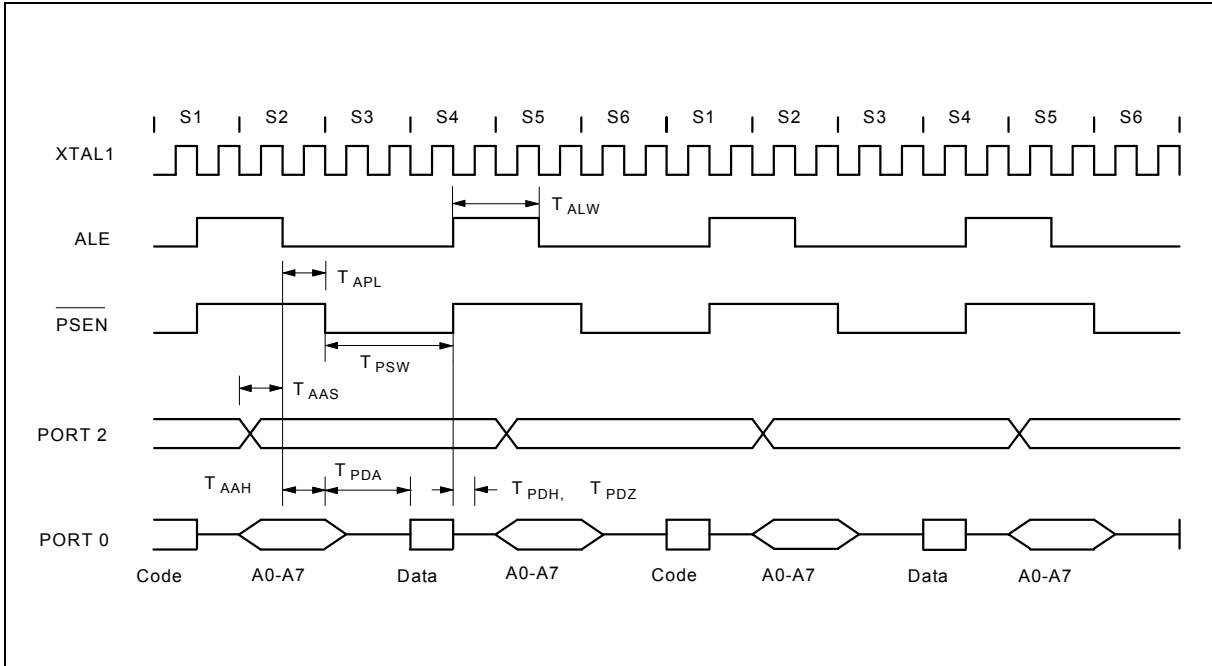 S1 S2 S3 S4 S5 S6 S1 S2 S3 S4 S5 S6
XTAL1
T ALW
ALE
T APL
PSEN
T PSW
T AAS
PORT 2
T AAH T PDA T PDH, T PDZ
PORT 0
Code A0-A7 Data A0-A7 Code A0-A7 Data A0-A7